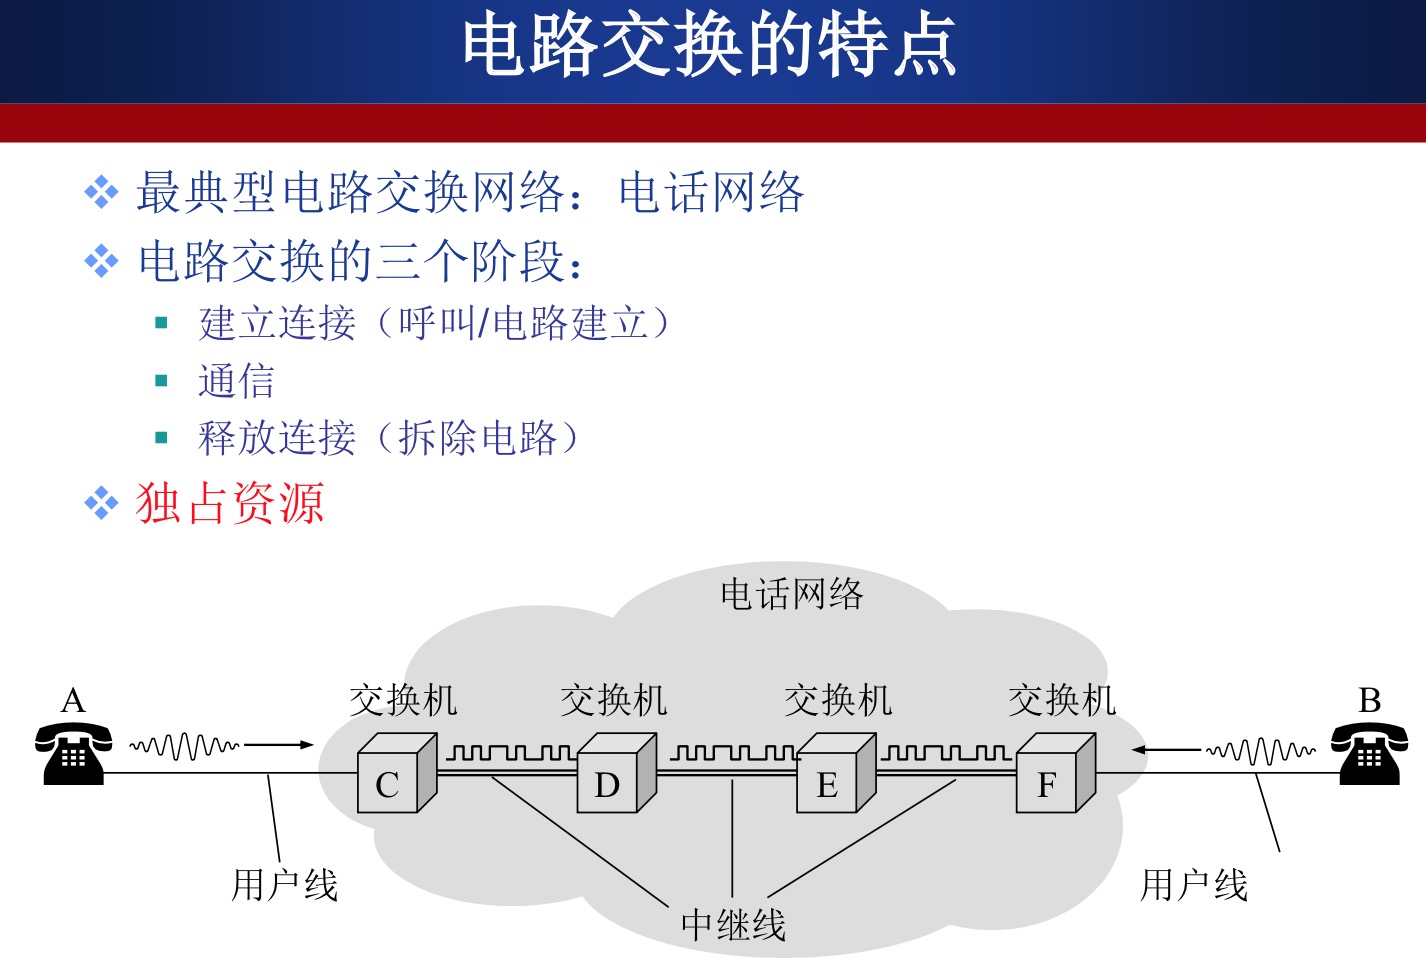 电路交换的特点
最典型电路交换网络：电话网络
电路交换的三个阶段：
建立连接（呼叫/电路建立）
通信
释放连接（拆除电路）
独占资源
电话网络
A
交换机
交换机
交换机
交换机
B
C
D
E
F
用户线
用户线
中继线